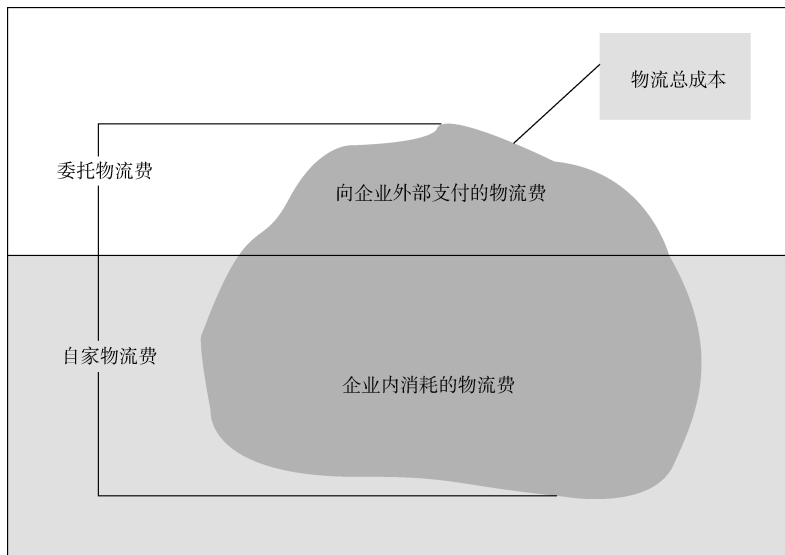 物流总成本
委托物流费
向企业外部支付的物流费
自家物流费
企业内消耗的物流费